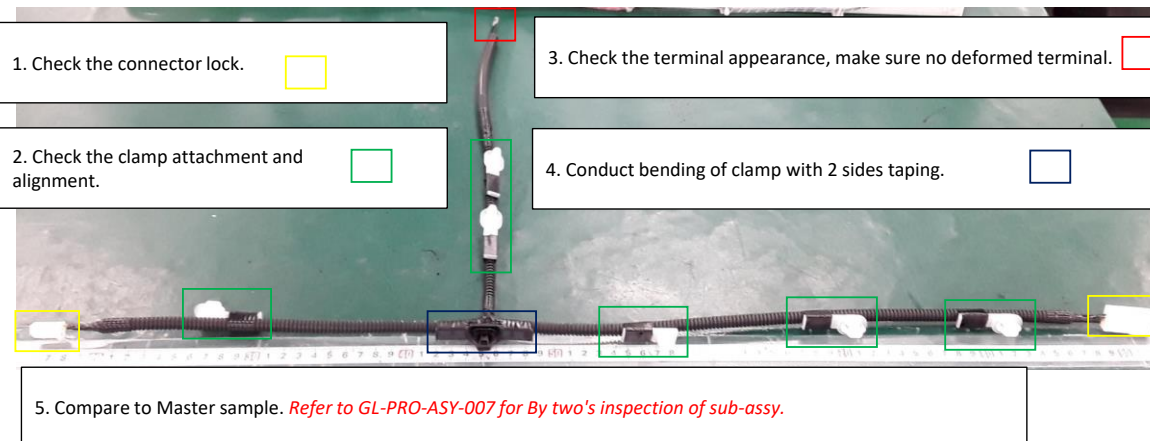 1. Check the connector lock.
3. Check the terminal appearance, make sure no deformed terminal.
2. Check the clamp attachment and
alignment.
4. Conduct bending of clamp with 2 sides taping.
5. Compare to Master sample. Refer to GL-PRO-ASY-007 for By two's inspection of sub-assy.